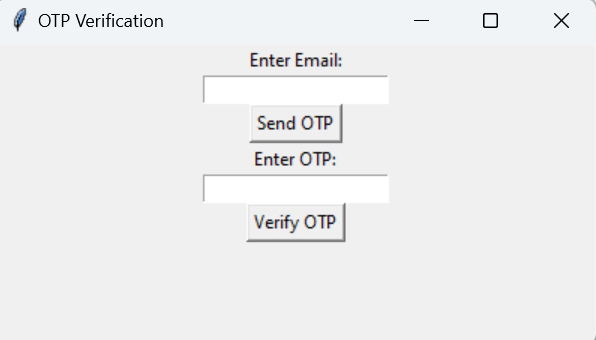 OTP Verification
Enter Email:
Send OTP
Enter OTP:
Verify OTP